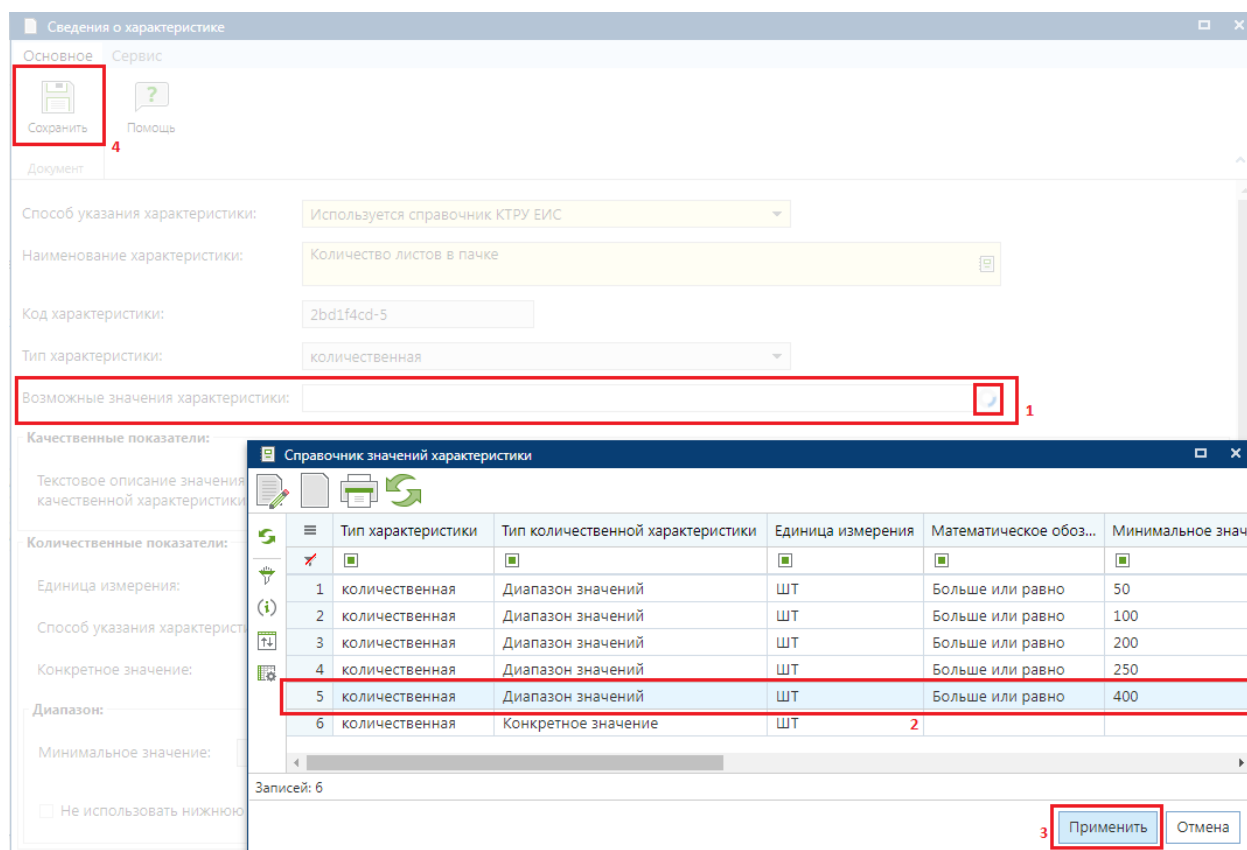 Сведения о характеристике
Основное Сервис
Сохранить Помощь
4
Документ
Способ указания характеристики: Используется справочник КТРУ ЕИС
Наименование характеристики: Количество листов в пачке
Код характеристики: 2bd1f4cd-5
Тип характеристики: количественная
Возможные значения характеристики:
1
Качественные показатели:
Текстовое описание значения
качественной характеристики
Количественные показатели:
Единица измерения:
Способ указания характеристи
Конкретное значение:
Диапазон:
Минимальное значение:
Не использовать нижнюю
Справочник значений характеристики
Тип характеристики Тип количественной характеристики Единица измерения Математическое обоз... Минимальное знач
1 количественная Диапазон значений ШТ Больше или равно 50
2 количественная Диапазон значений ШТ Больше или равно 100
3 количественная Диапазон значений ШТ Больше или равно 200
4 количественная Диапазон значений ШТ Больше или равно 250
5 количественная Диапазон значений ШТ Больше или равно 400
6 количественная Конкретное значение ШТ 2
Записей: 6
3 Применить Отмена